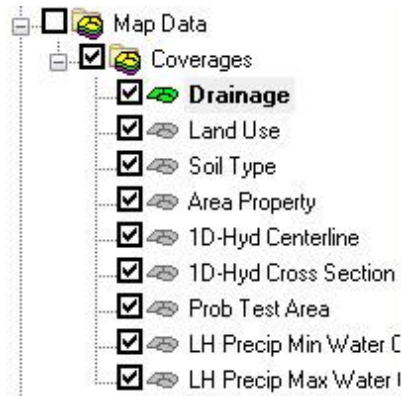 Map Data
Coverages
Drainage
Land Use
Soil Type
Area Property
1D-Hyd Centerline
1D-Hyd Cross Section
Prob Test Area
LH Precip Min Water
LH Precip Max Water